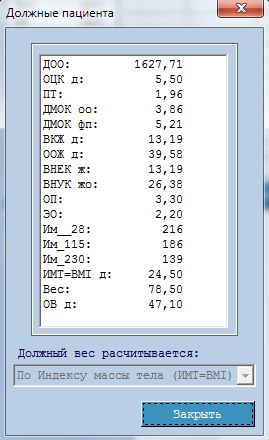 Должные пациента
ДОО: 1627,71
ОЦК д: 5,50
ПТ: 1,96
ДМОК оо: 3,86
ДМОК фп: 5,21
ВКЖ д: 13,19
ООЖ д: 39,58
ВНЕК ж: 13,19
ВНУК жо: 26,38
ОП: 3,30
ЭО: 2,20
Им__28: 216
Им_115: 186
Им_230: 139
ИМТ=BMI д: 24,50
Вес: 78,50
ОВ д: 47,10
Должный вес расчитывается:
По Индексу массы тела (ИМТ=BMI)
Закрыть